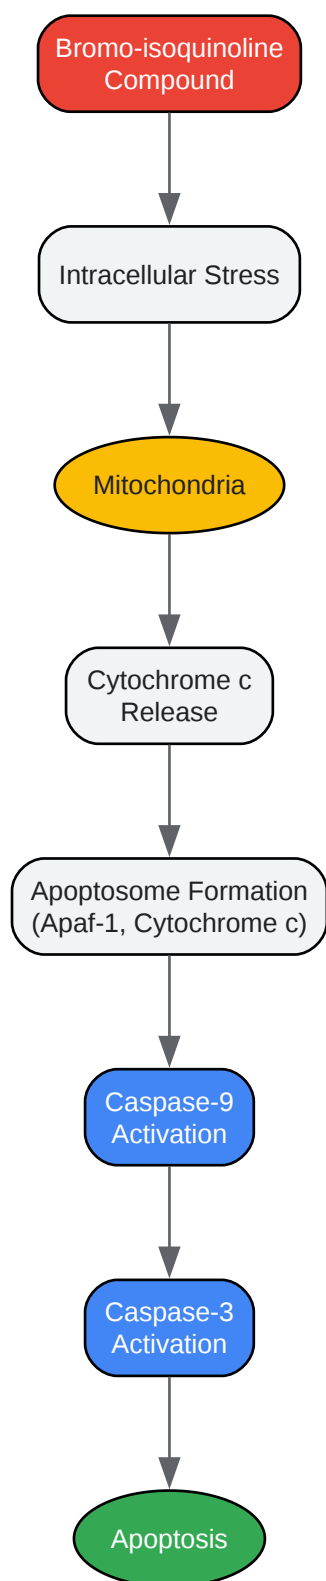 Bromo-isoquinoline
Compound
Intracellular Stress
Mitochondria
Cytochrome c
Release
Apoptosome Formation
(Apaf-1, Cytochrome c)
Caspase-9
Activation
Caspase-3
Activation
Apoptosis